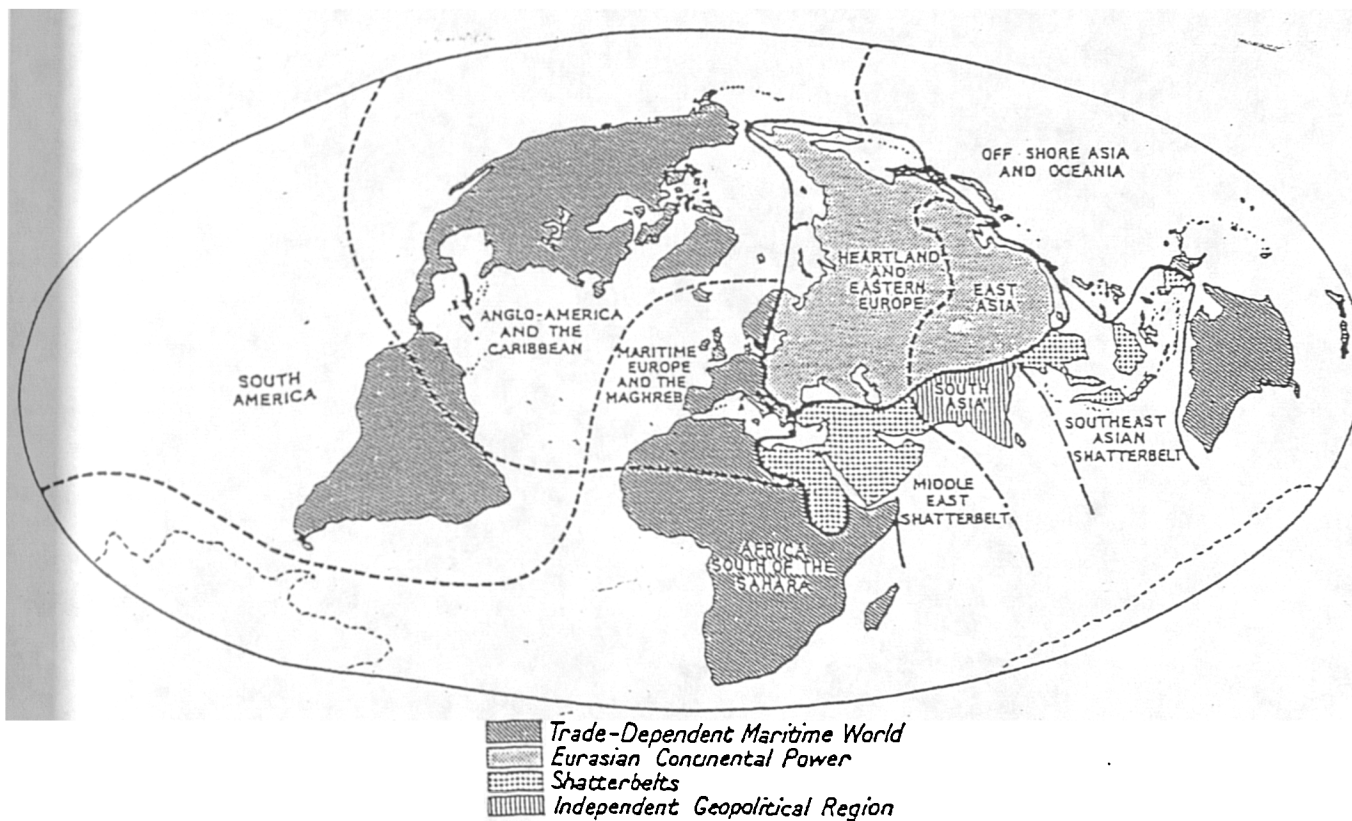 OFF SHORE ASIA
AND OCEANIA
HEARTLAND
AND
EASTERN
EUROPE
EAST
ASIA
ANGLO-AMERICA
AND THE
CARIBBEAN
MARITIME
EUROPE
AND THE
MAGHREB
SOUTH
AMERICA
SOUTH
ASIA
SOUTHEAST
ASIAN
SHATTERBELT
MIDDLE
EAST
SHATTERBELT
AFRICA
SOUTH OF THE
SAHARA
Trade-Dependent Maritime World
Eurasian Concunental Power
Shatterbelts
Independent Geopolitical Region